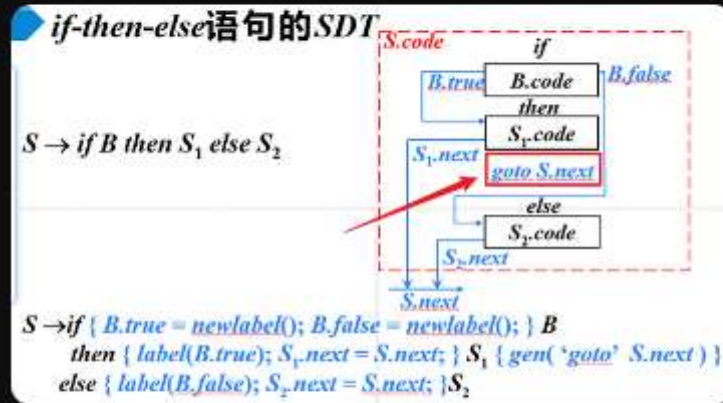 if-then-else语句的SDT
S.code
if
B.true
B.code
B.false
then
S → if B then S₁ else S₂
S₁.code
S₁.next
goto S.next
else
S₂.code
S₂.next
S.next
S →if { B.true = newlabel(); B.false = newlabel(); } B
then { label(B.true); S₁.next = S.next; } S₁ { gen( ‘goto’ S.next ) }
else { label(B.false); S₂.next = S.next; }S₂